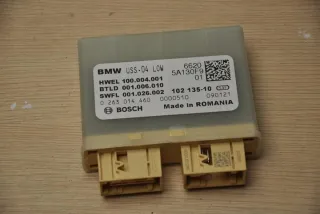 BMW USS-04 LOW 6620
HWEL 100.004.001 5A130F9
BTLD 001.006.010 01
SWFL 001.026.002 102 135-10
0 263 014 460 0000510 090121
BOSCH Made in ROMANIA